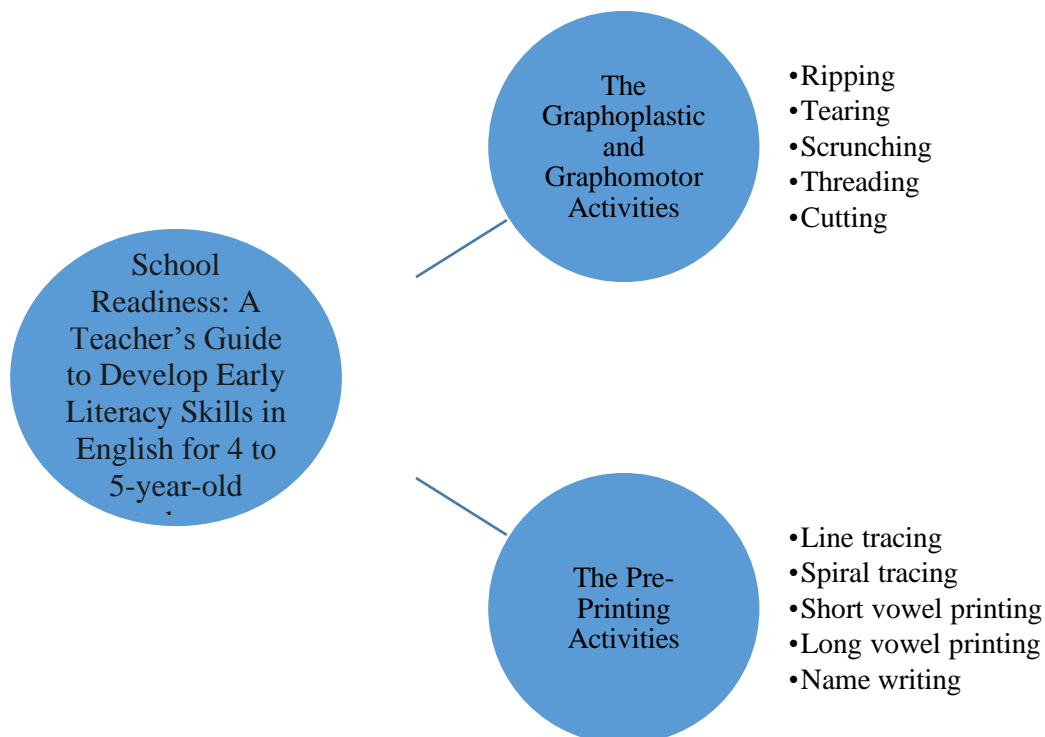 School
Readiness: A
Teacher’s Guide
to Develop Early
Literacy Skills in
English for 4 to
5-year-old
The
Graphoplastic
and
Graphomotor
Activities
•Ripping
•Tearing
•Scrunching
•Threading
•Cutting
The Pre-
Printing
Activities
•Line tracing
•Spiral tracing
•Short vowel printing
•Long vowel printing
•Name writing